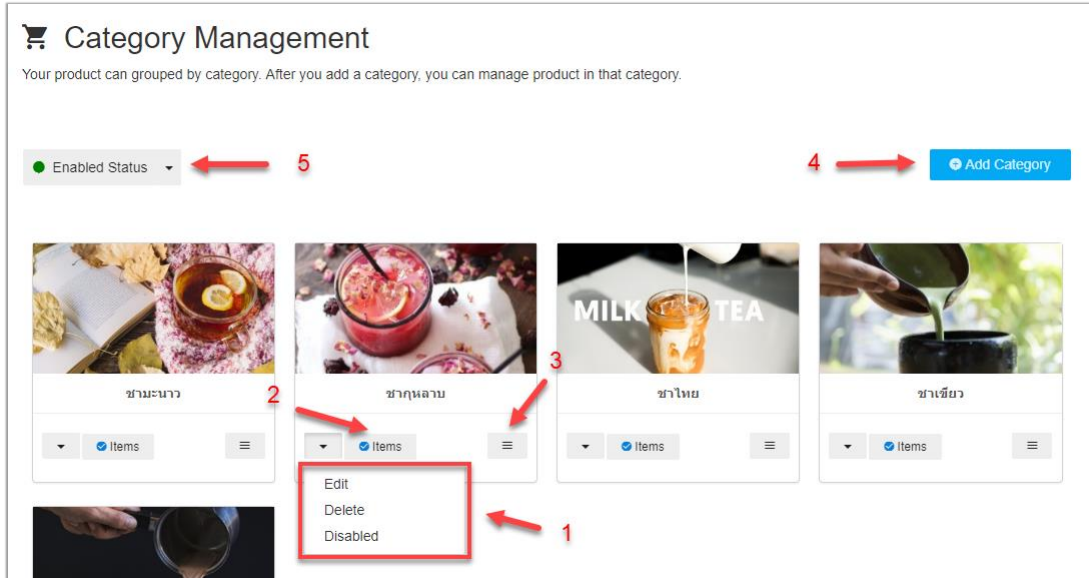 Category Management
Your product can grouped by category. After you add a category, you can manage product in that category.
Enabled Status
5
4
Add Category
MILK TEA
3
ชามะนาว
2
ชากุหลาบ
ชาไทย
ชาเขียว
Items
Items
Items
Items
Edit
Delete
Disabled
1